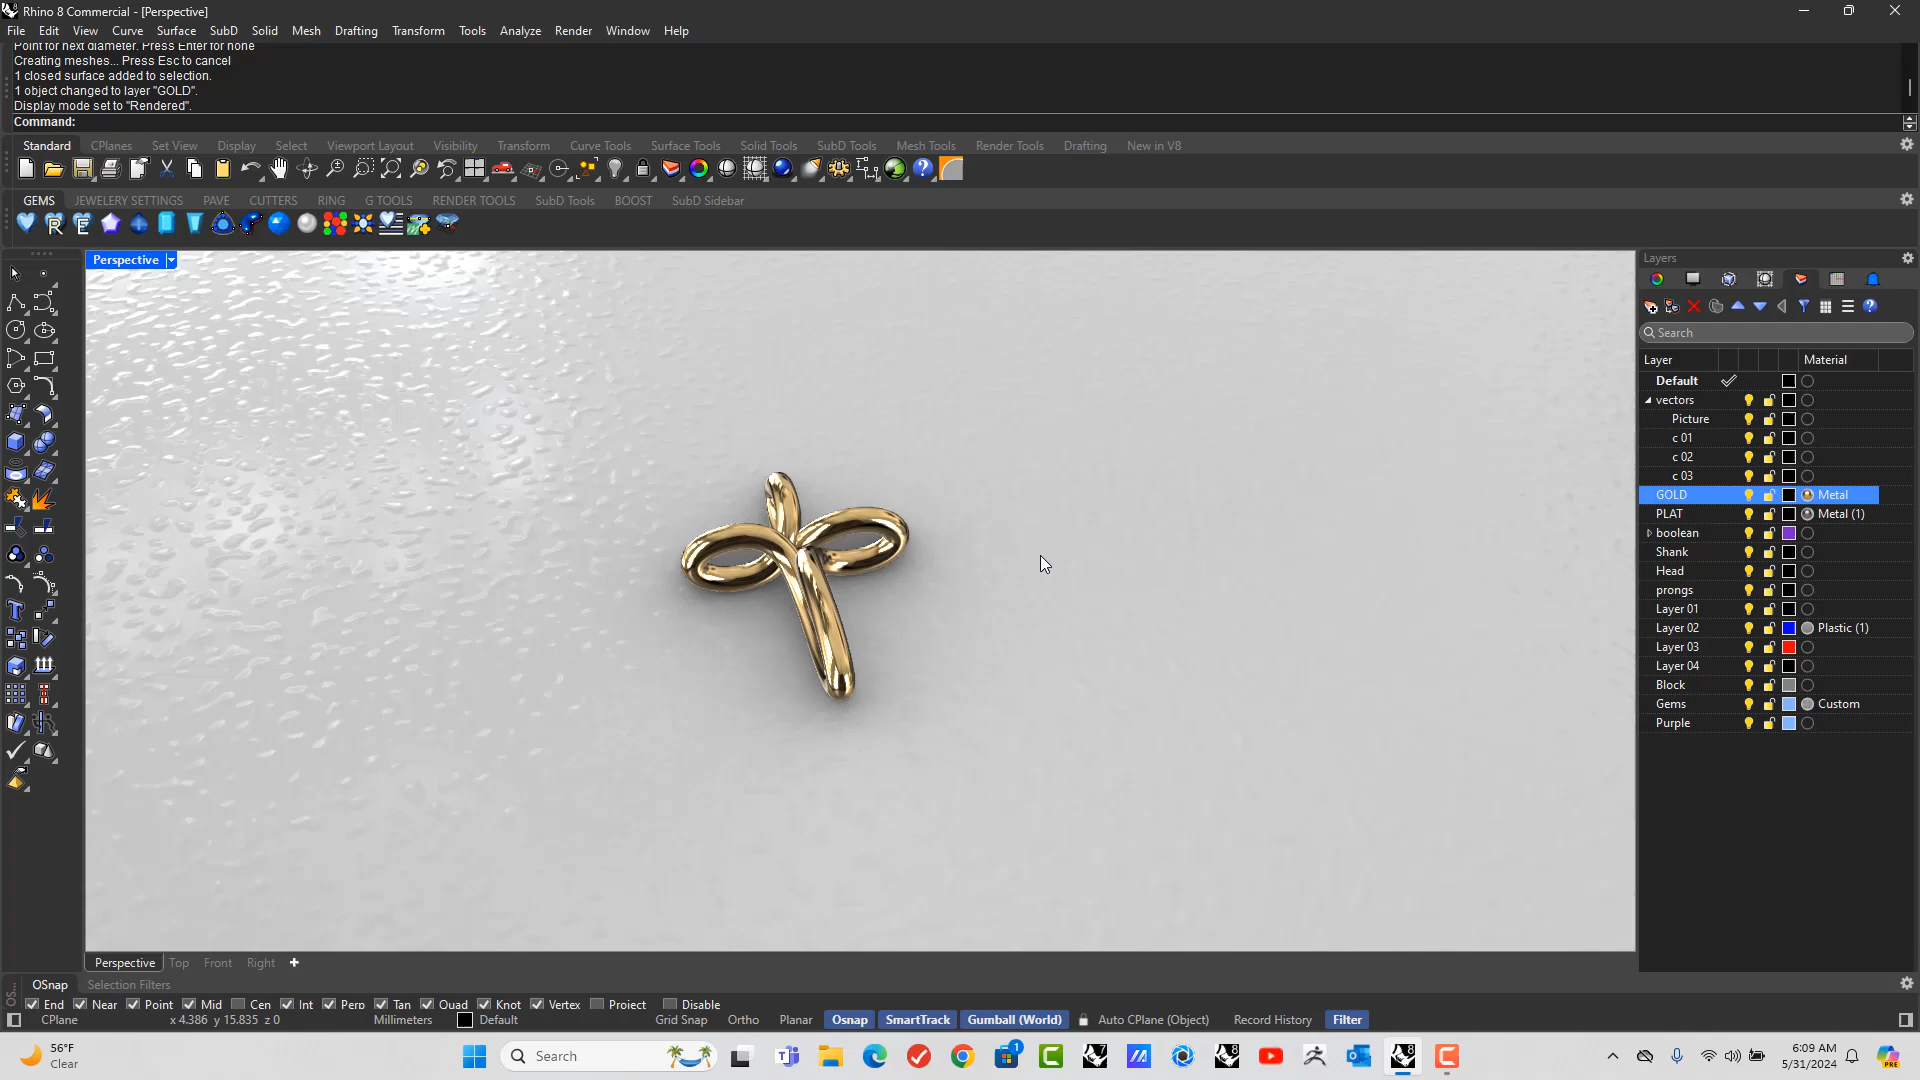 Rhino 8 Commercial - [Perspective]
File Edit View Curve Surface SubD Solid Mesh Drafting Transform Tools Analyze Render Window Help
Point for next diameter. Press Enter for none
Creating meshes... Press Esc to cancel
1 closed surface added to selection.
1 object changed to layer "GOLD".
Display mode set to "Rendered".
Command:
Standard CPlanes Set View Display Select Viewport Layout Visibility Transform Curve Tools Surface Tools Solid Tools SubD Tools Mesh Tools Render Tools Drafting New in V8
GEMS JEWELERY SETTINGS PAVE CUTTERS RING G TOOLS RENDER TOOLS SubD Tools BOOST SubD Sidebar
Perspective
Layers
Search
Layer Material
Default
vectors
Picture
c 01
c 02
c 03
GOLD Metal
PLAT Metal (1)
boolean
Shank
Head
prongs
Layer 01
Layer 02 Plastic (1)
Layer 03
Layer 04
Block
Gems Custom
Purple
Perspective Top Front Right
OSnap Selection Filters
End Near Point Mid Cen Int Perp Tan Quad Knot Vertex Project Disable
CPlane x 4.386 y 15.835 z 0 Millimeters Default Grid Snap Ortho Planar Osnap SmartTrack Gumball (World) Auto CPlane (Object) Record History Filter
56°F
Clear
Search
6:09 AM
5/31/2024